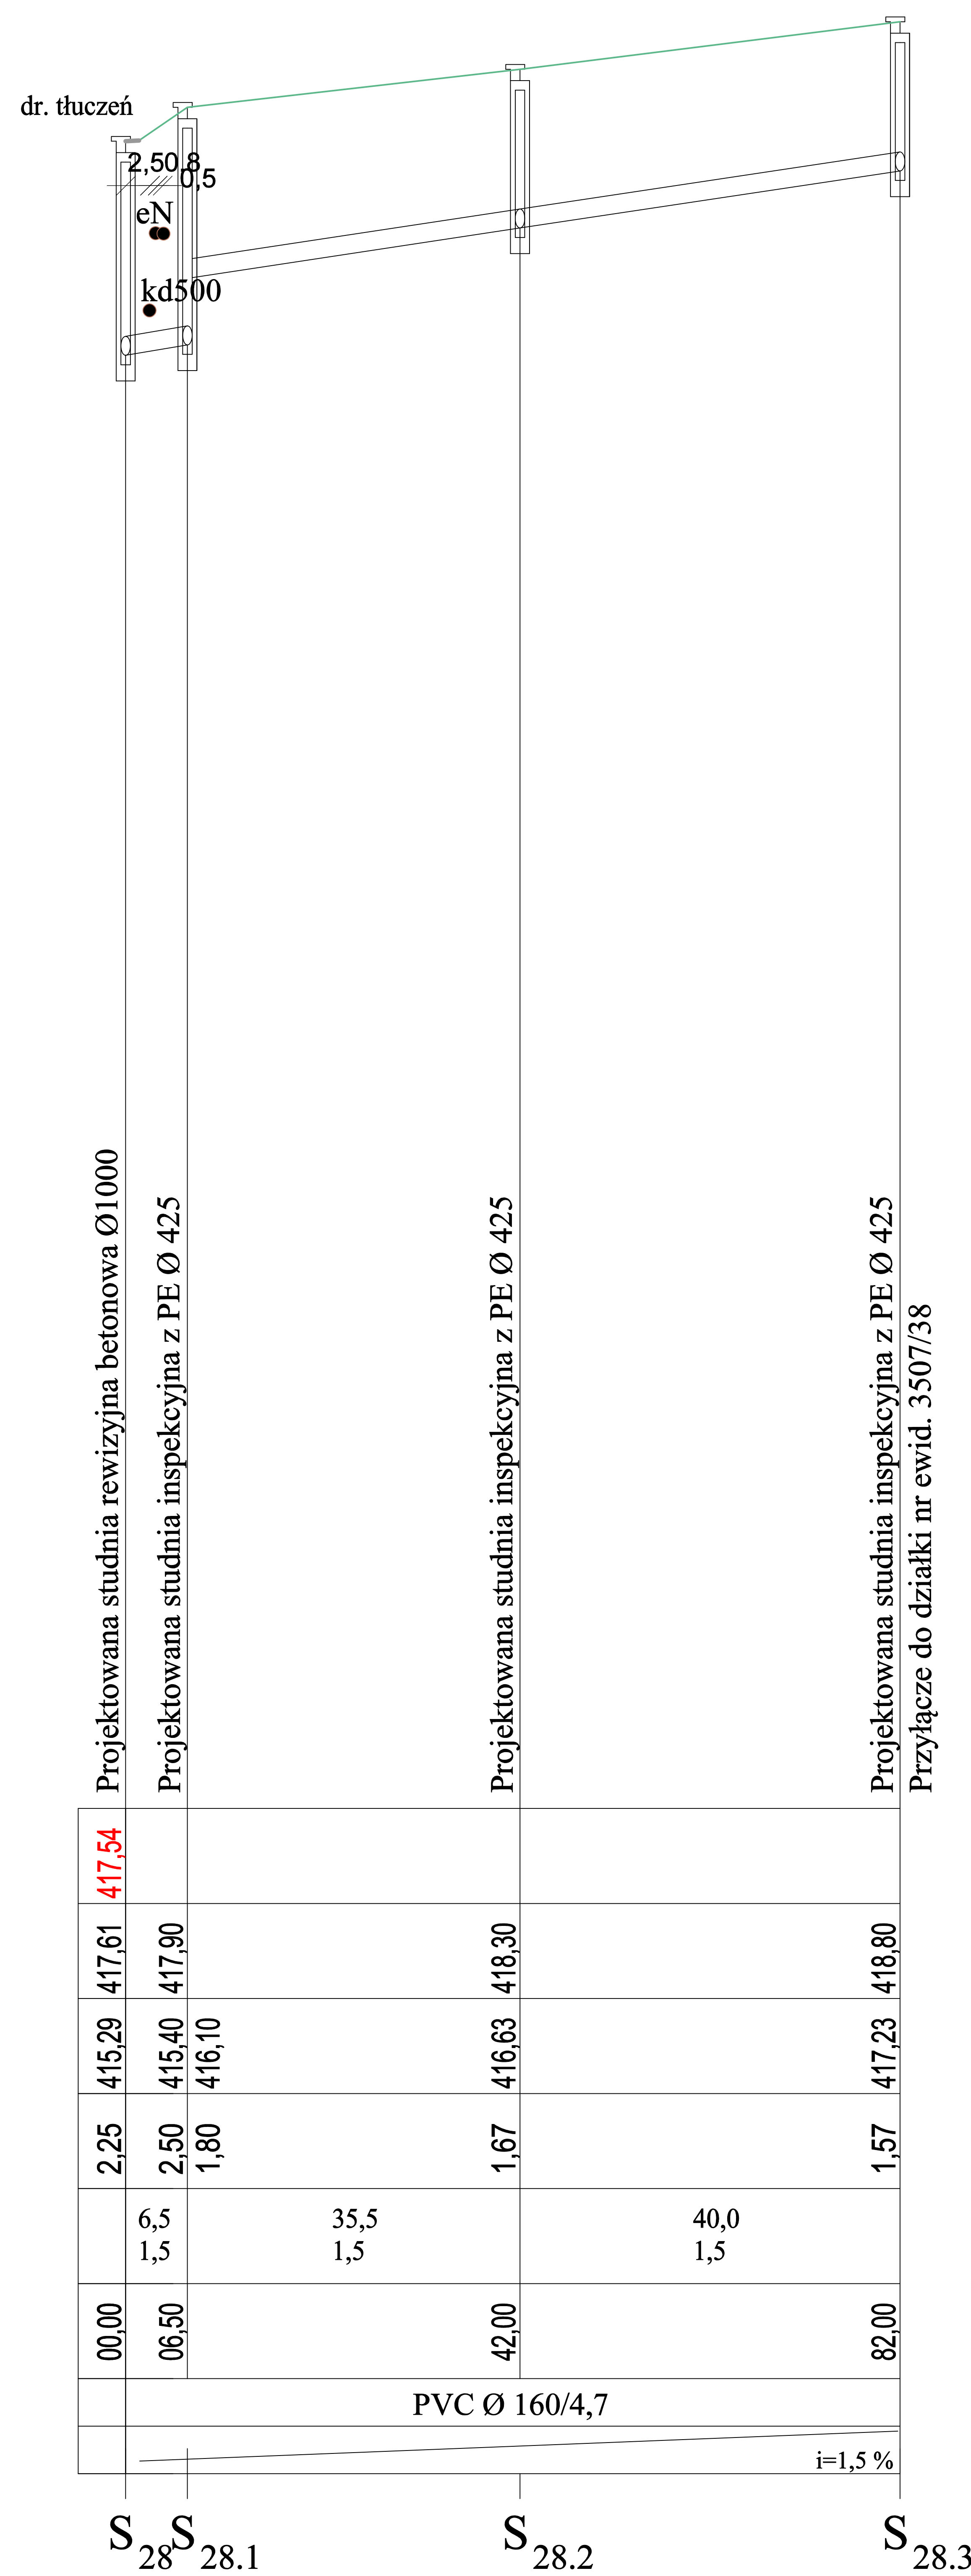 dr. tłuczeń
2,50,8
0,5
eN
kd500
Projektowana studnia rewizyjna betonowa Ø1000
Projektowana studnia inspekcyjna z PE Ø 425
Projektowana studnia inspekcyjna z PE Ø 425
Projektowana studnia inspekcyjna z PE Ø 425
Przyłącze do działki nr ewid. 3507/38
417,54
417,61 417,90 418,30 418,80
415,29 415,40 416,10 416,63 417,23
2,25 2,50 1,80 1,67 1,57
6,5 35,5 40,0
1,5 1,5 1,5
00,00 06,50 42,00 82,00
PVC Ø 160/4,7
i=1,5 %
S28 S28.1 S28.2 S28.3